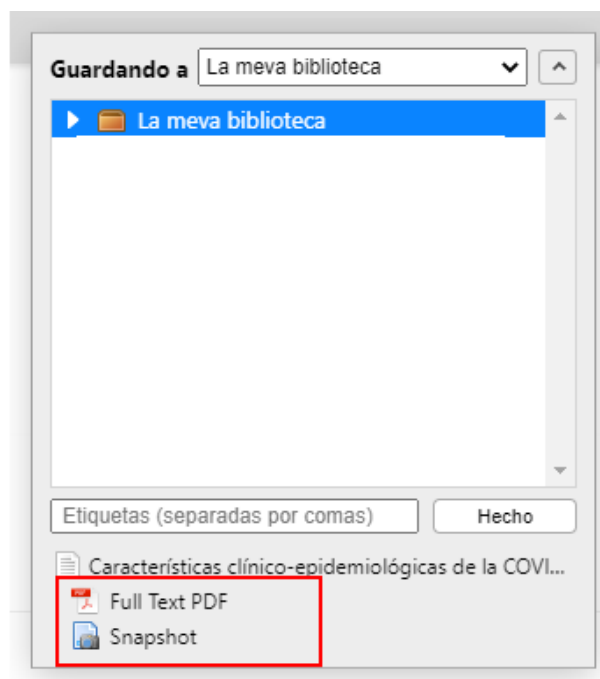 Guardando a La meva biblioteca
La meva biblioteca
Etiquetas (separadas por comas) Hecho
Características clínico-epidemiológicas de la COVI...
Full Text PDF
Snapshot